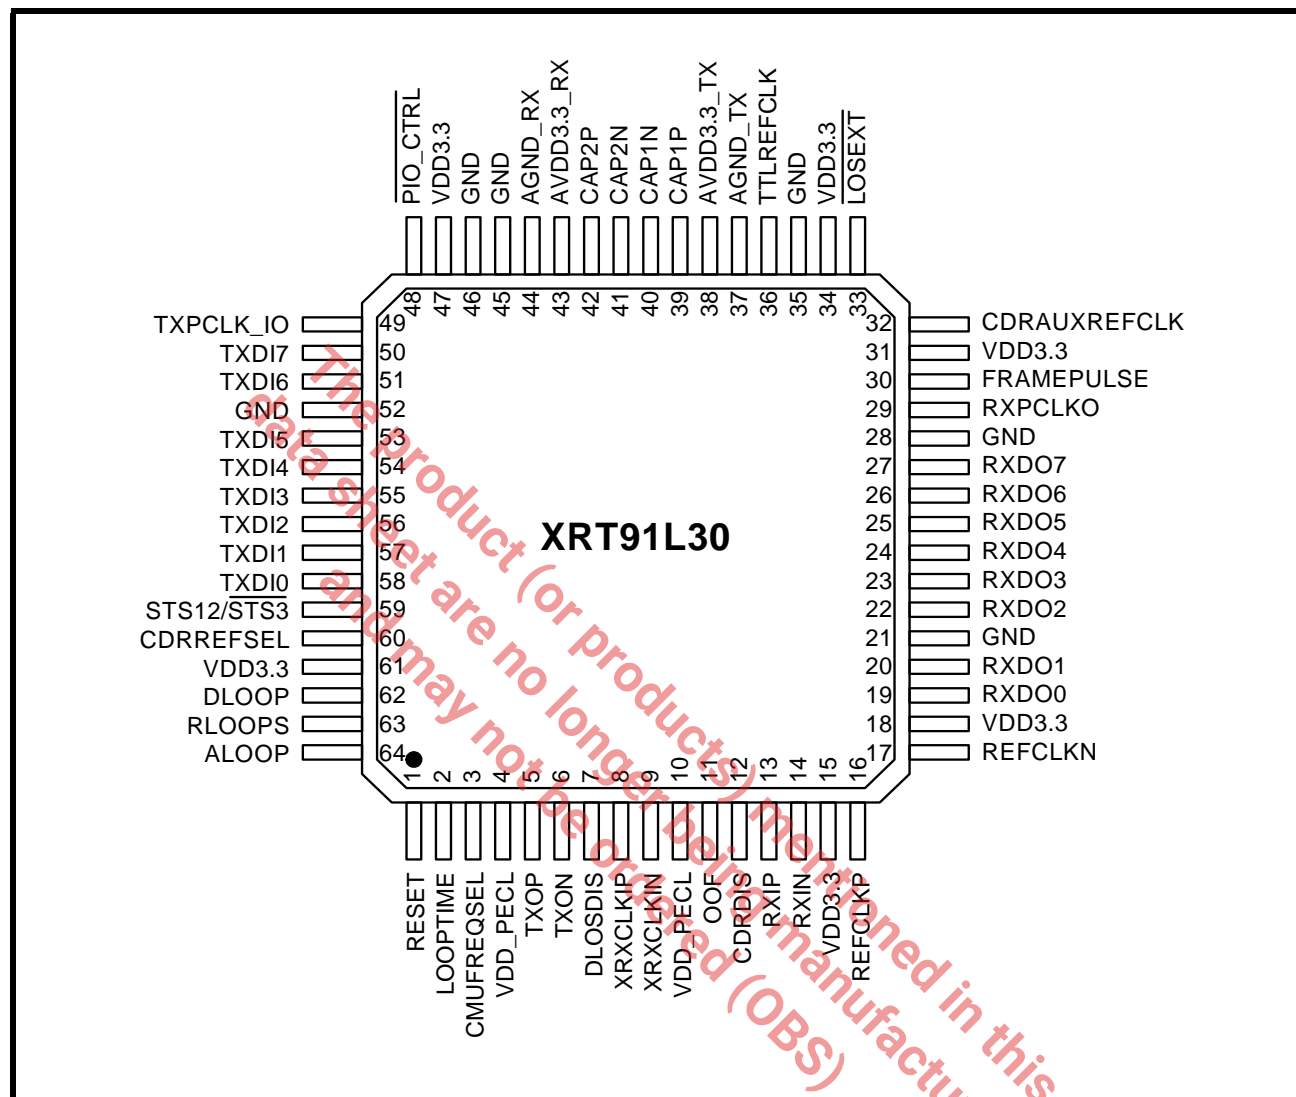 PIO_CTRL
VDD3.3
GND
GND
AGND_RX
AVDD3.3_RX
CAP2P
CAP2N
CAP1N
CAP1P
AVDD3.3_TX
AGND_TX
TTLREFCLK
GND
VDD3.3
LOSEXT
48 47 46 45 44 43 42 41 40 39 38 37 36 35 34 33
TXPCLK_IO 49
TXDI7 50
TXDI6 51
GND 52
TXDI5 53
TXDI4 54
TXDI3 55
TXDI2 56
TXDI1 57
TXDI0 58
STS12/STS3 59
CDRREFSEL 60
VDD3.3 61
DLOOP 62
RLOOPS 63
ALOOP 64
XRT91L30
32 CDRAUXREFCLK
31 VDD3.3
30 FRAMEPULSE
29 RXPCLKO
28 GND
27 RXDO7
26 RXDO6
25 RXDO5
24 RXDO4
23 RXDO3
22 RXDO2
21 GND
20 RXDO1
19 RXDO0
18 VDD3.3
17 REFCLKN
1 2 3 4 5 6 7 8 9 10 11 12 13 14 15 16
RESET
LOOPTIME
CMUFREQSEL
VDD_PECL
TXOP
TXON
DLOSDIS
XRXCLKIP
XRXCLKIN
VDD_PECL
OOF
CDRDIS
RXIP
RXIN
VDD3.3
REFCLKP
The product (or products) mentioned in this
data sheet are no longer being manufactu
and may not be ordered (OBS)